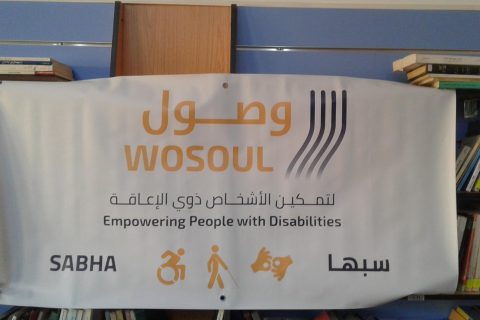 وصول
WOSOUL
لتمكين الأشخاص ذوي الإعاقة
Empowering People with Disabilities
SABHA سبها